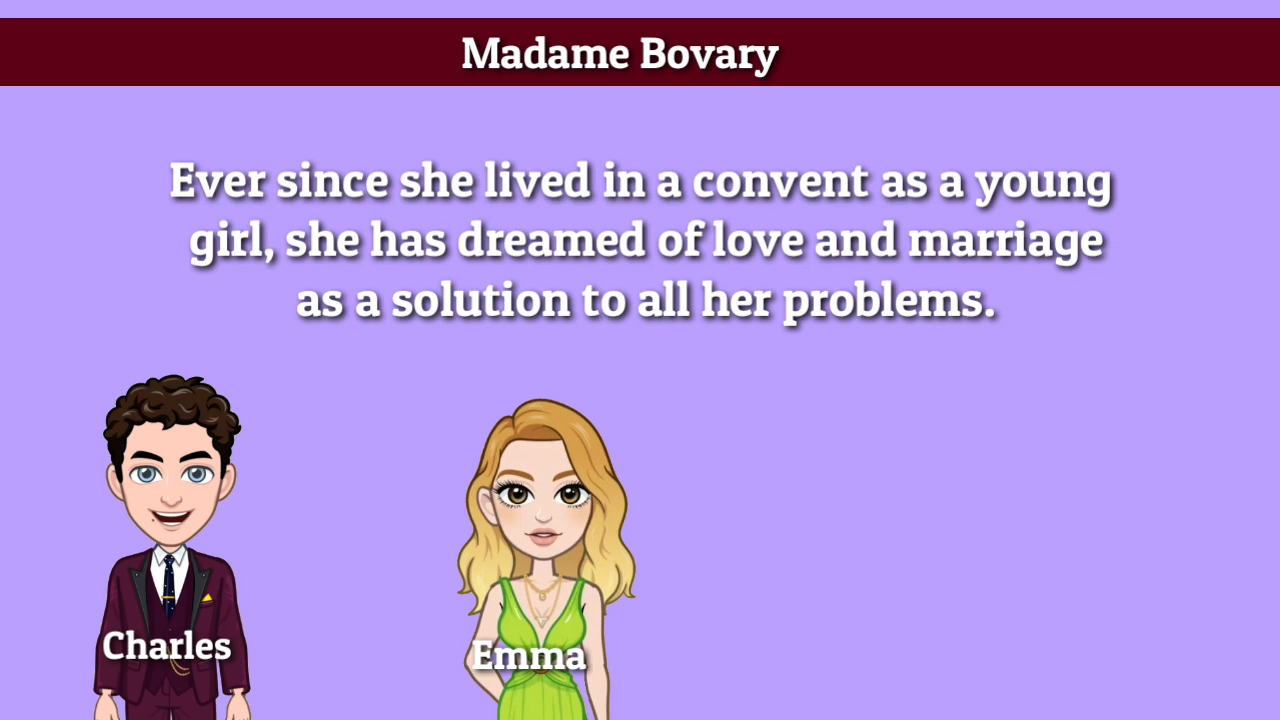 Madame Bovary
Ever since she lived in a convent as a young
girl, she has dreamed of love and marriage
as a solution to all her problems.
Charles
Emma